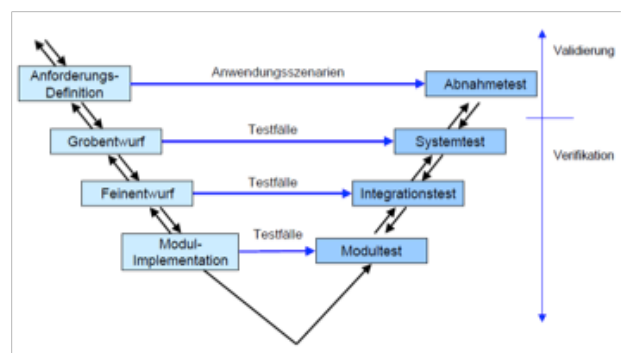 Anforderungs-
Definition
Anwendungsszenarien
Abnahmetest
Validierung
Grobentwurf
Testfälle
Systemtest
Verifikation
Feinentwurf
Testfälle
Integrationstest
Modul-
Implementation
Testfälle
Modultest